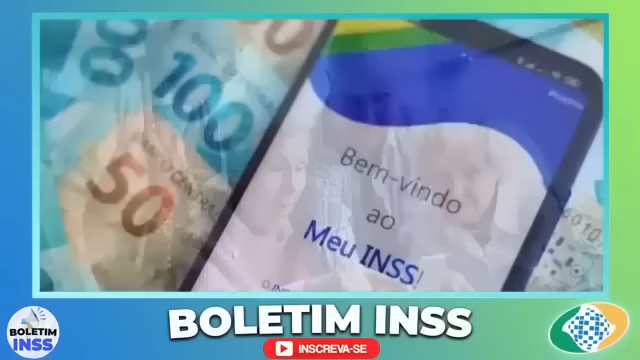 100
50
Bem-vindo
ao
Meu INSS!
BOLETIM
INSS
BOLETIM INSS
INSCREVA-SE